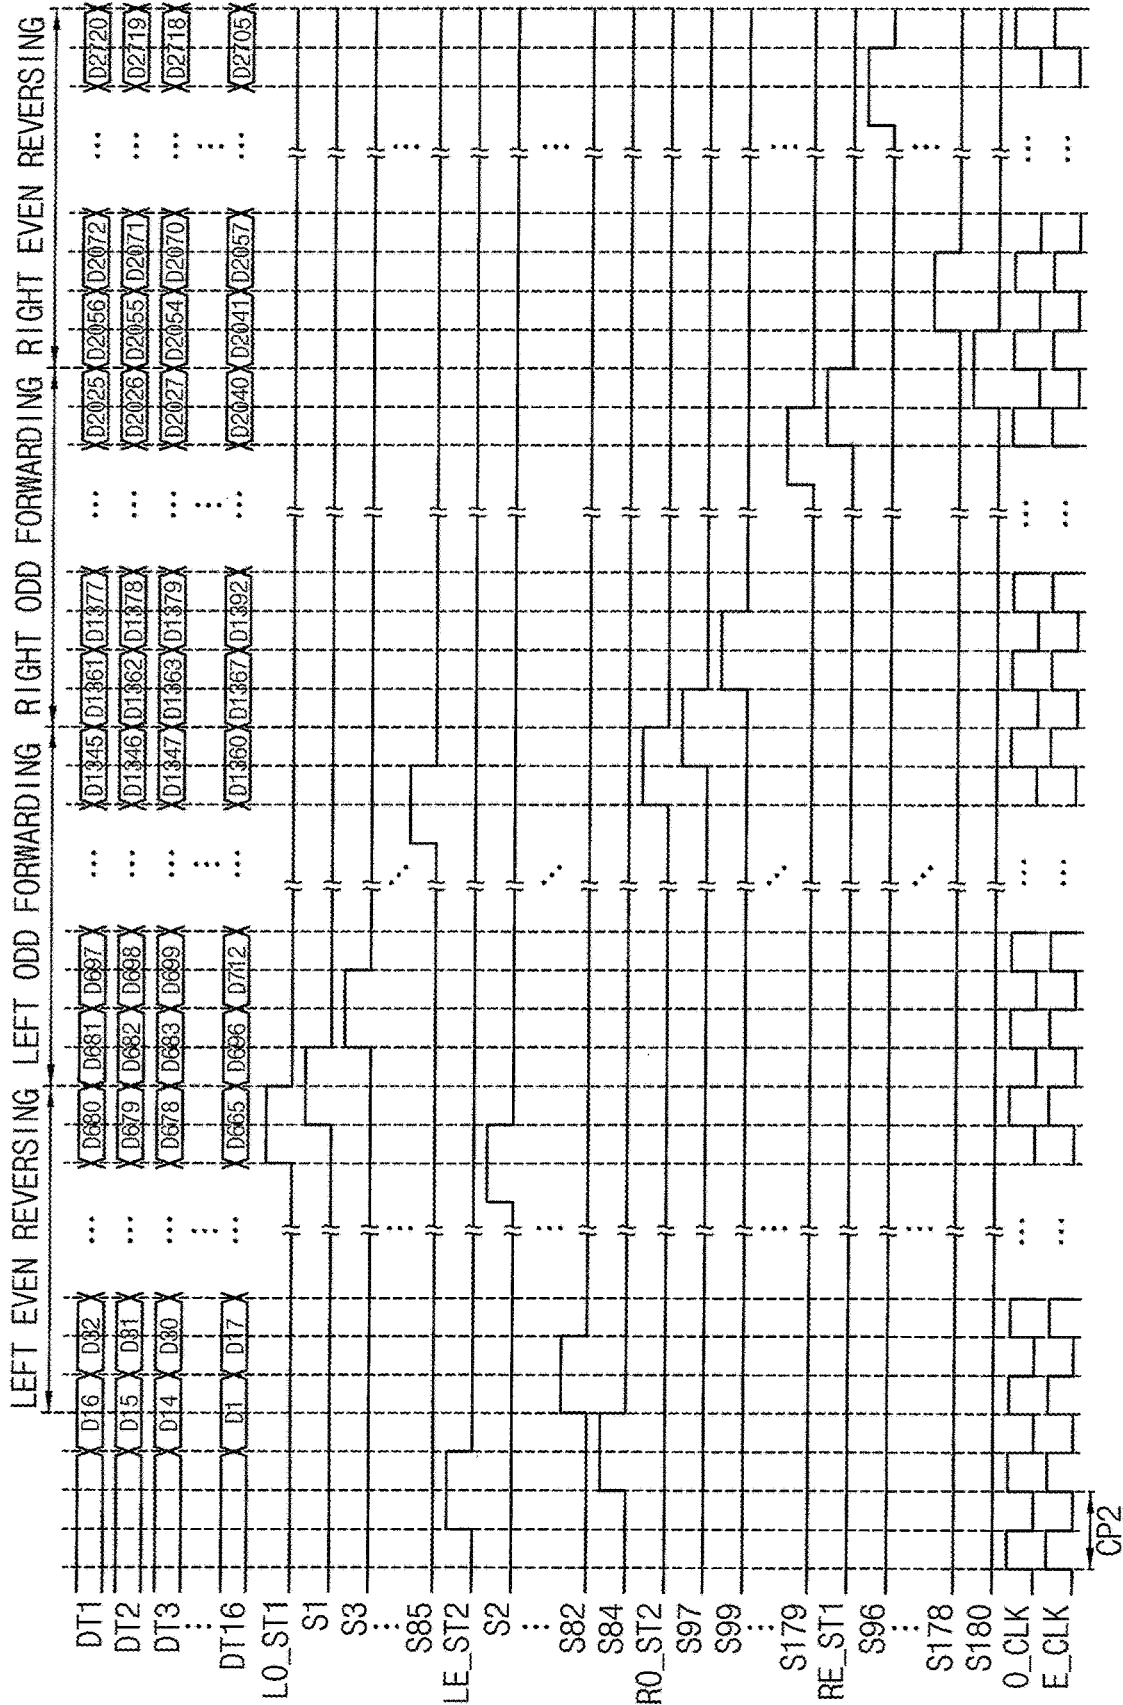 LEFT EVEN REVERSING LEFT ODD FORWARDING RIGHT ODD FORWARDING RIGHT EVEN REVERSING
DT1 D16 D32 ... D680 D681 D697 ... D1345 D1361 D1377 ... D2025 D2056 D2072 ... D2720
DT2 D15 D31 ... D679 D682 D698 ... D1346 D1362 D1378 ... D2026 D2055 D2071 ... D2719
DT3 D14 D30 ... D678 D683 D699 ... D1347 D1363 D1379 ... D2027 D2054 D2070 ... D2718
DT16 D1 D17 ... D665 D696 D712 ... D1360 D1367 D1392 ... D2040 D2041 D2057 ... D2705
LO_ST1
S1
S3
S85
LE_ST2
S2
S82
S84
RO_ST2
S97
S99
S179
RE_ST1
S96
S178
S180
O_CLK
E_CLK
CP2